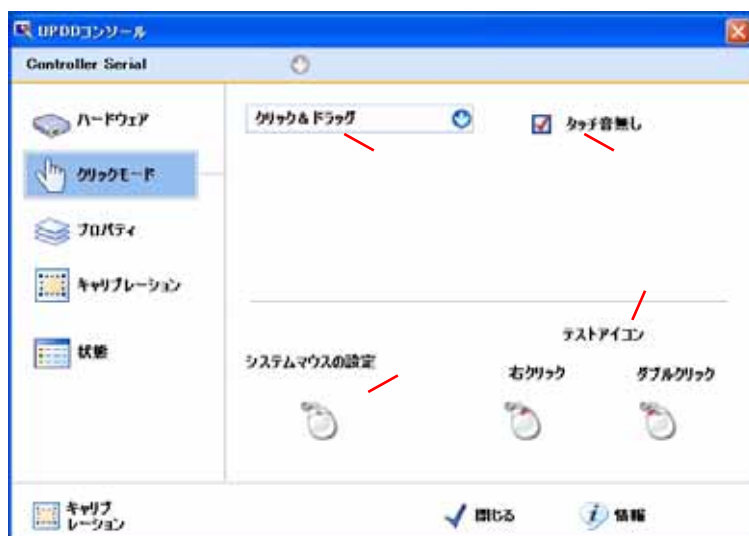 UPDDコンソール
Controller Serial
ハードウェア
クリックモード
プロパティ
キャリブレーション
状態
クリック&ドラッグ
タッチ音無し
テストアイコン
システムマウスの設定
右クリック
ダブルクリック
キャリブ
レーション
閉じる
情報